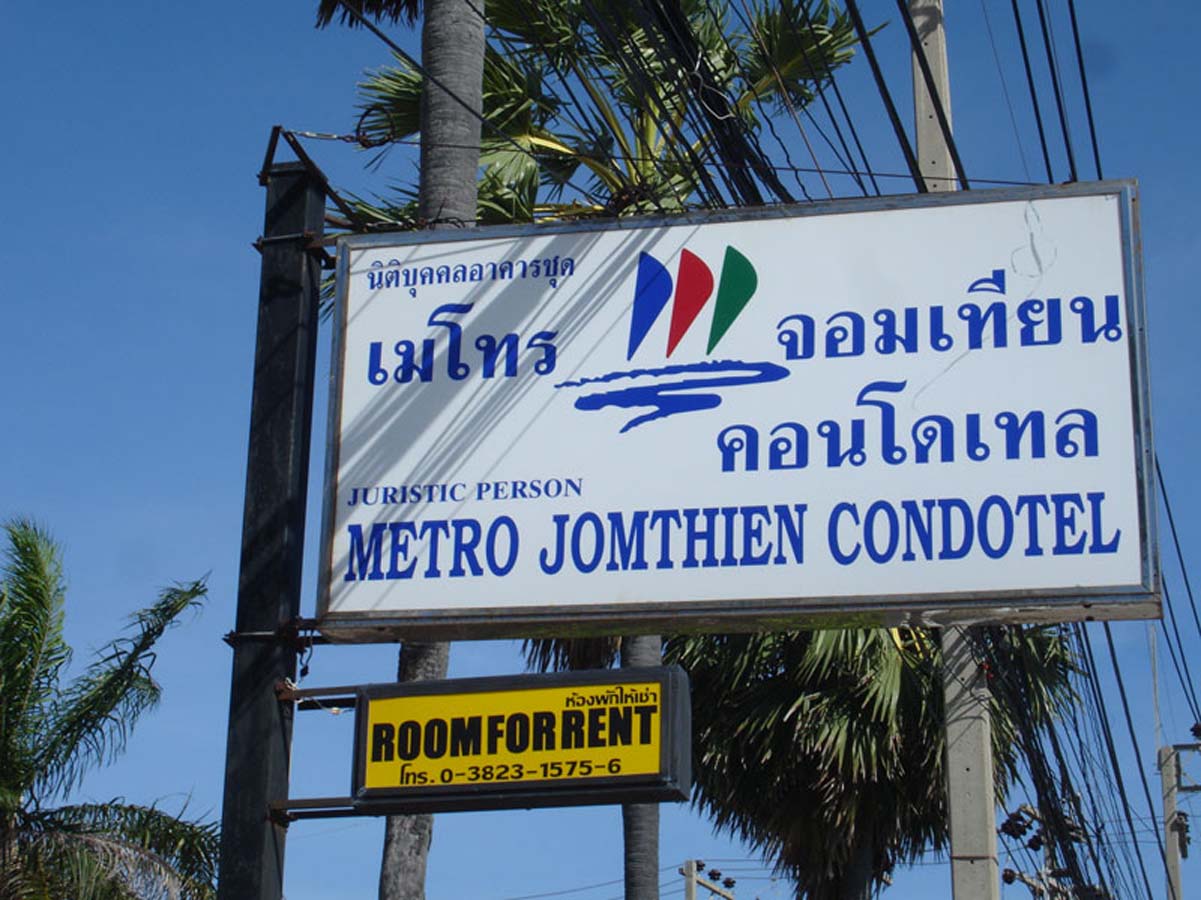 นิติบุคคลอาคารชุด
เมโทร จอมเทียน
คอนโดเทล
JURISTIC PERSON
METRO JOMTHIEN CONDOTEL
ห้องพักให้เช่า
ROOM FOR RENT
โทร. 0-3823-1575-6